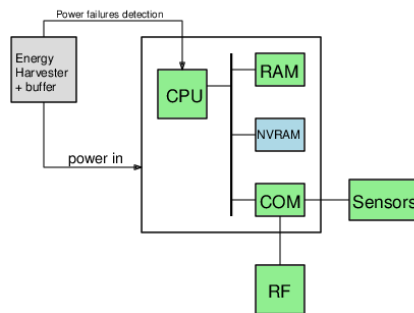 Power failures detection
Energy
Harvester
+ buffer
CPU
RAM
NVRAM
COM
Sensors
power in
RF